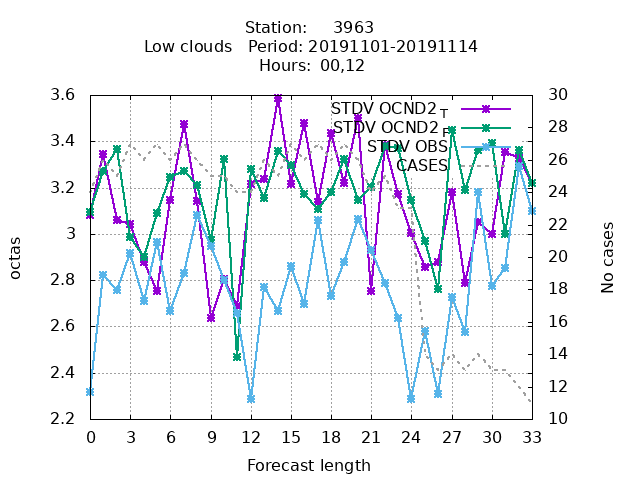 Station: 3963
Low clouds Period: 20191101-20191114
Hours: 00,12
3.6
3.4
3.2
3
2.8
2.6
2.4
2.2
30
28
26
24
22
20
18
16
14
12
10
STDV OCND2 T
STDV OCND2 F
STDV OBS
CASES
octas
No cases
0 3 6 9 12 15 18 21 24 27 30 33
Forecast length